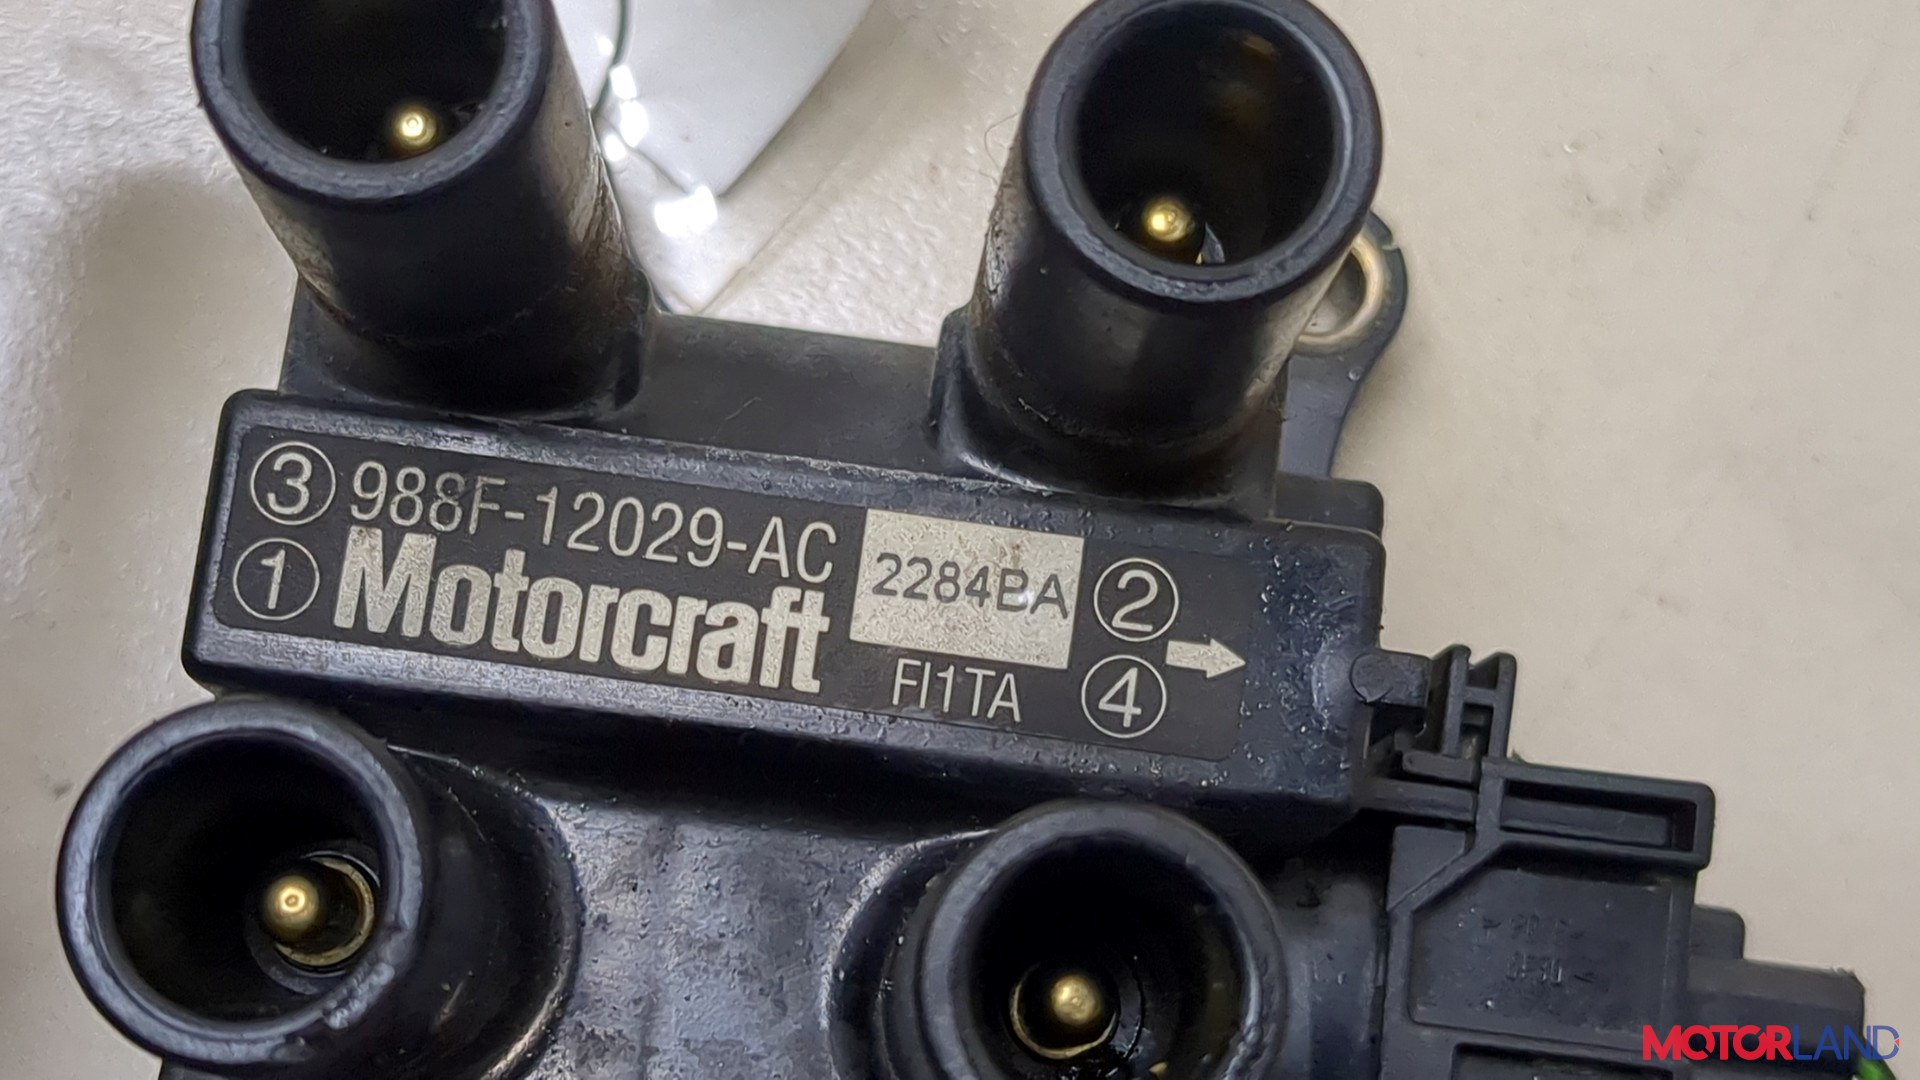 ③ 988F-12029-AC
① Motorcraft
2284BA
FI1TA
②
④
MOTORLAND